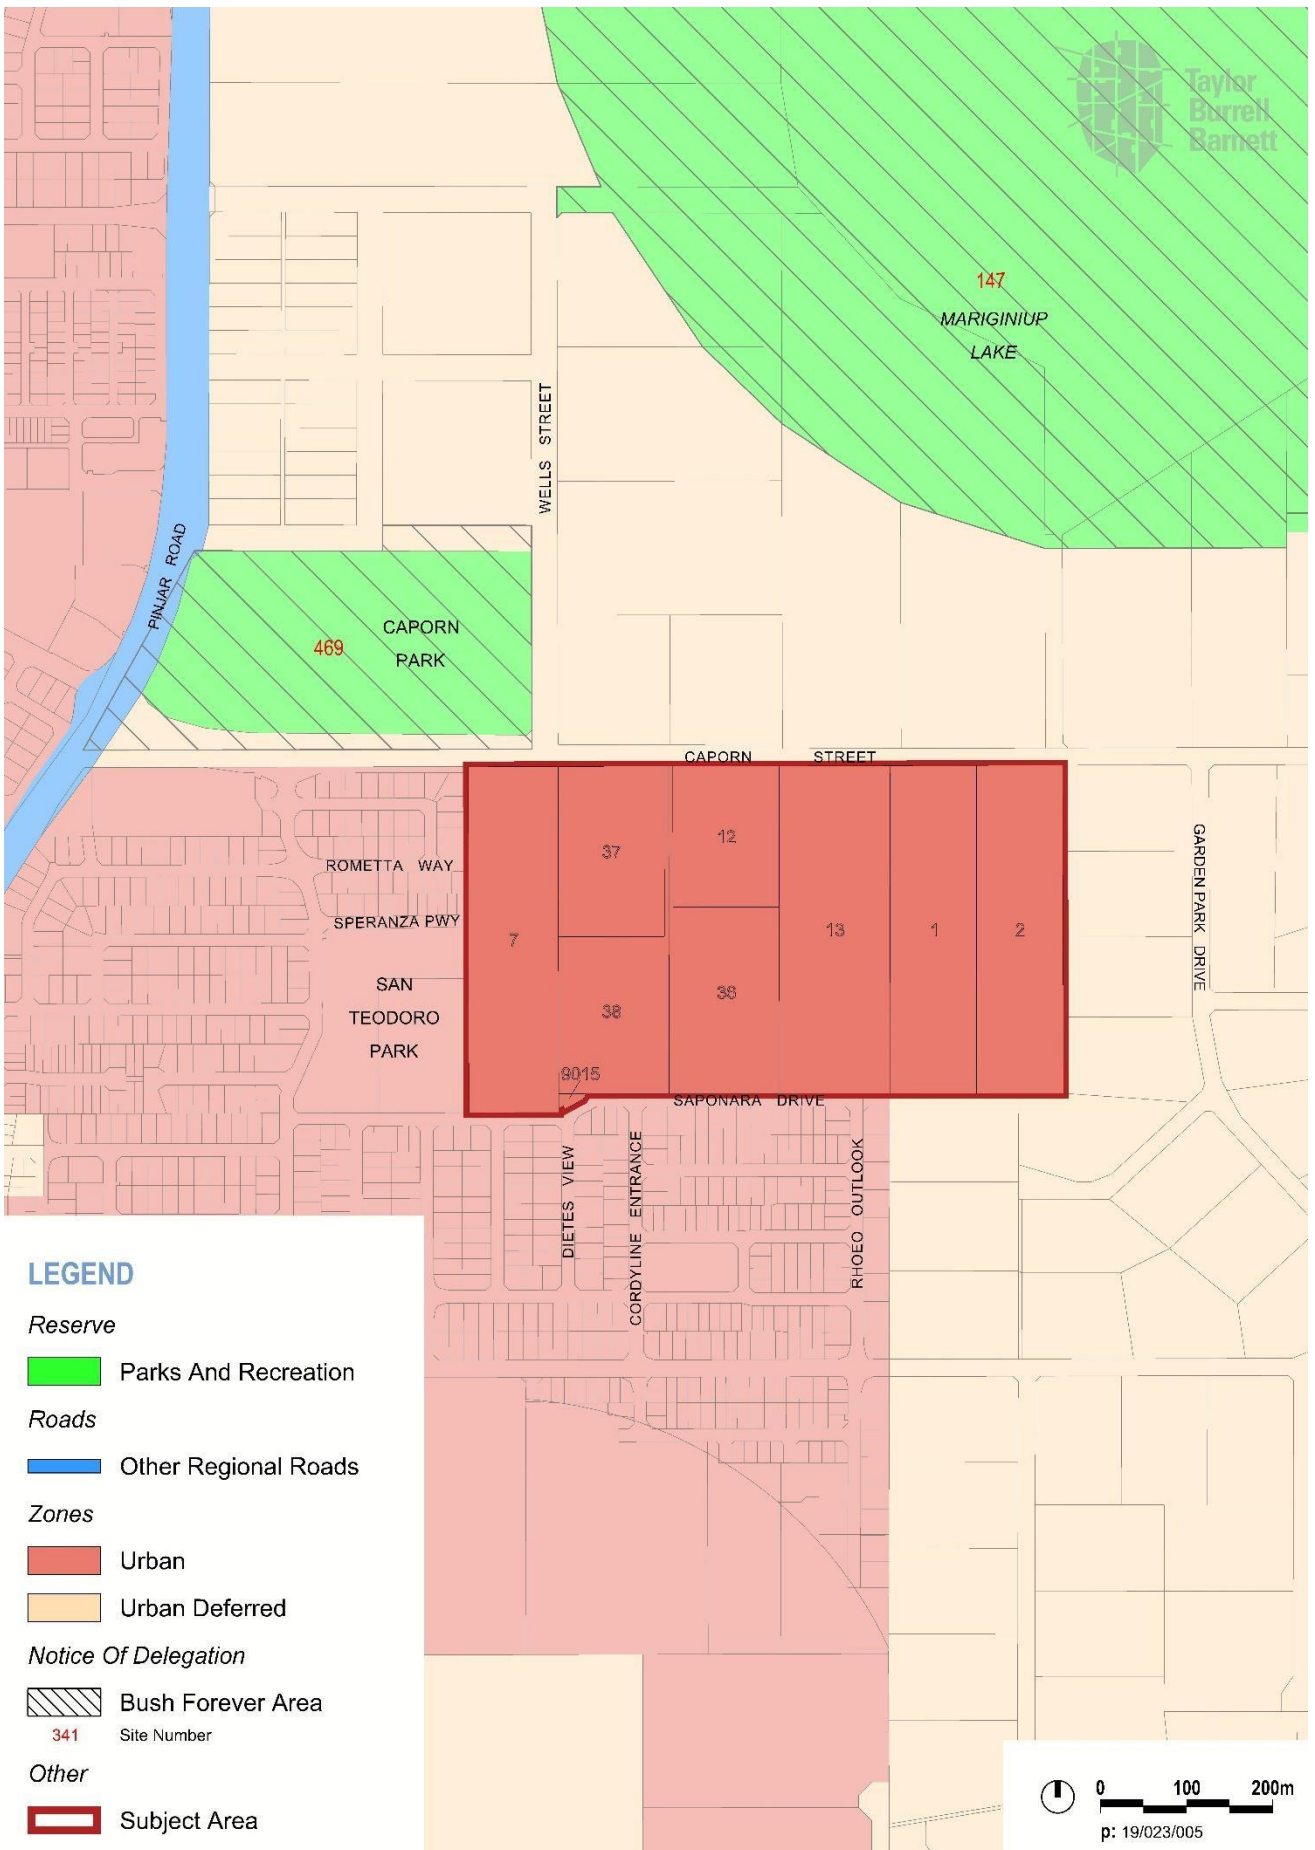 Taylor
Burrell
Barnett
147
MARIGINIUP
LAKE
WELLS STREET
PINJAR ROAD
469
CAPORN
PARK
CAPORN STREET
ROMETTA WAY
SPERANZA PWY
SAN
TEODORO
PARK
7
37
12
13
1
2
38
36
9015
GARDEN PARK DRIVE
SAPONARA DRIVE
DIETES VIEW
CORDYLINE ENTRANCE
RHOEO OUTLOOK
LEGEND
Reserve
Parks And Recreation
Roads
Other Regional Roads
Zones
Urban
Urban Deferred
Notice Of Delegation
Bush Forever Area
341 Site Number
Other
Subject Area
0 100 200m
p: 19/023/005